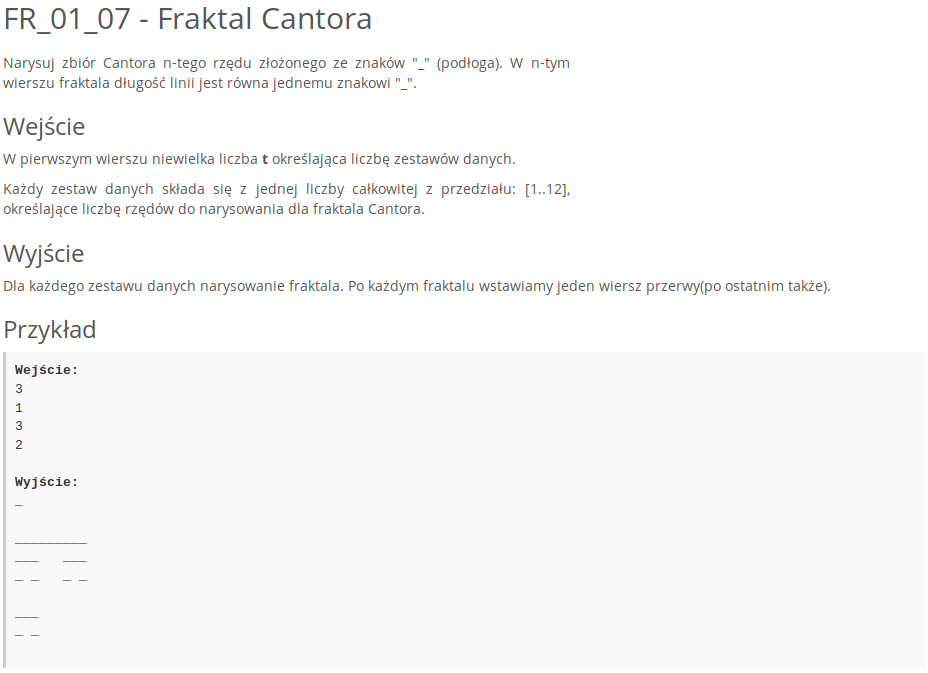 FR_01_07 - Fraktal Cantora
Narysuj zbiór Cantora n-tego rzędu złożonego ze znaków "_" (podłoga). W n-tym
wierszu fraktala długość linii jest równa jednemu znakowi "_".
Wejście
W pierwszym wierszu niewielka liczba t określająca liczbę zestawów danych.
Każdy zestaw danych składa się z jednej liczby całkowitej z przedziału: [1..12],
określające liczbę rzędów do narysowania dla fraktala Cantora.
Wyjście
Dla każdego zestawu danych narysowanie fraktala. Po każdym fraktalu wstawiamy jeden wiersz przerwy(po ostatnim także).
Przykład
Wejście:
3
1
3
2
Wyjście:
_
_________
___   ___
_ _   _ _
___
_ _